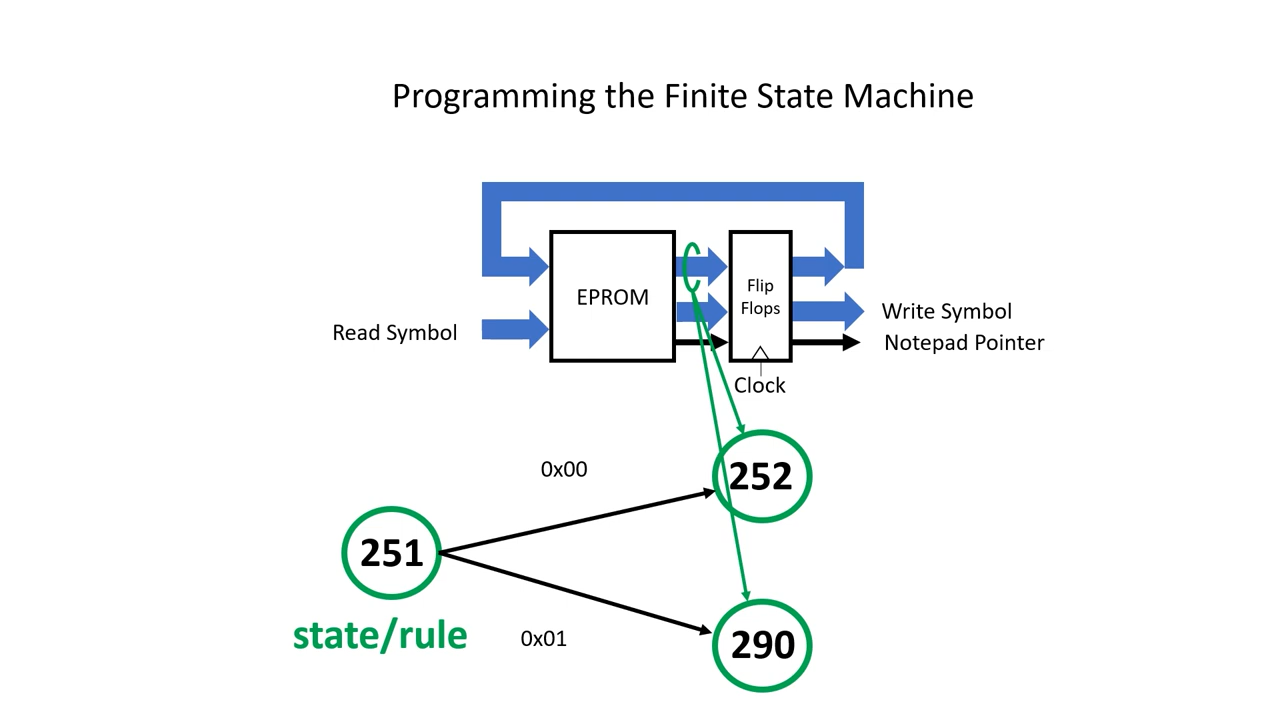 Programming the Finite State Machine
EPROM
Flip
Flops
Read Symbol
Write Symbol
Notepad Pointer
Clock
0x00
252
251
state/rule
0x01
290